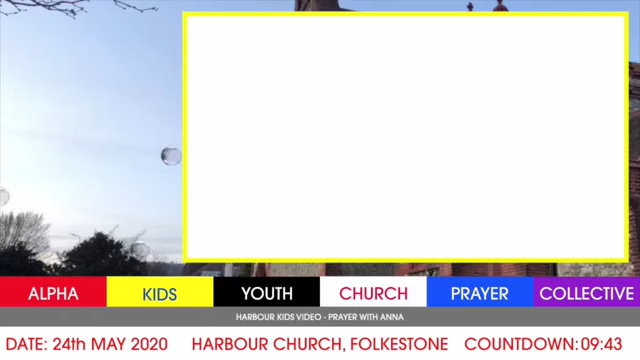 ALPHA KIDS YOUTH CHURCH PRAYER COLLECTIVE
HARBOUR KIDS VIDEO - PRAYER WITH ANNA
DATE: 24th MAY 2020 HARBOUR CHURCH, FOLKESTONE COUNTDOWN: 09:43